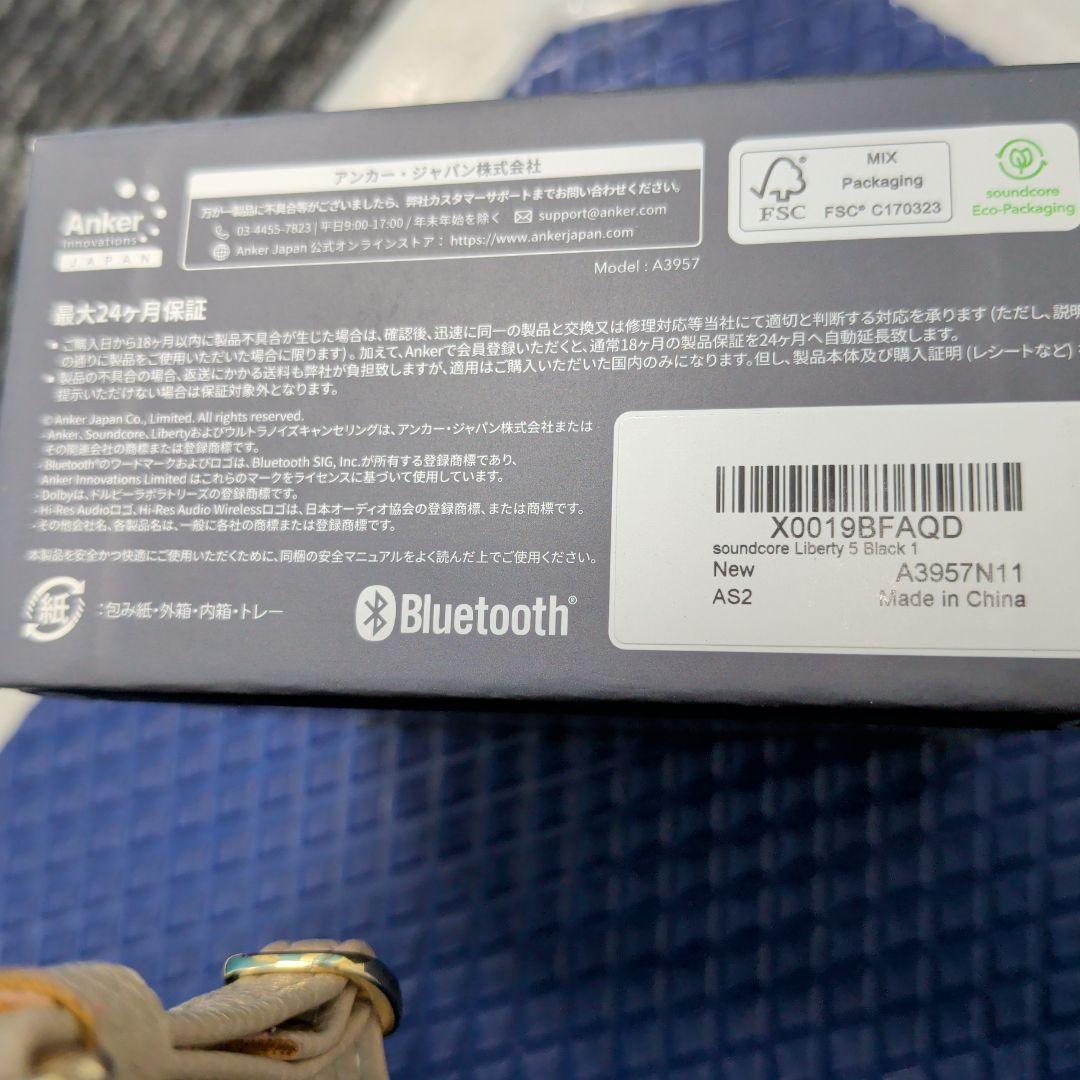 Anker
Innovations
JAPAN
アンカー・ジャパン株式会社
万が一製品に不具合等がございましたら、弊社カスタマーサポートまでお問い合わせください。
03-4455-7823 | 平日9:00-17:00 / 年末年始を除く support@anker.com
Anker Japan 公式オンラインストア： https://www.ankerjapan.com
Model : A3957
FSC
MIX
Packaging
FSC® C170323
soundcore
Eco-Packaging
最大24ヶ月保証
ご購入日から18ヶ月以内に製品不具合が生じた場合は、確認後、迅速に同一の製品と交換又は修理対応等当社にて適切と判断する対応を承ります (ただし、説明
の通りに製品をご使用いただいた場合に限ります) 。加えて、Ankerで会員登録いただくと、通常18ヶ月の製品保証を24ヶ月へ自動延長致します。
製品の不具合の場合、返送にかかる送料も弊社が負担致しますが、適用はご購入いただいた国内のみになります。但し、製品本体及び購入証明 (レシートなど)
提示いただけない場合は保証対象外となります。
© Anker Japan Co., Limited. All rights reserved.
- Anker、Soundcore、Libertyおよびウルトラノイズキャンセリングは、アンカー・ジャパン株式会社または
その関連会社の商標または登録商標です。
- Bluetooth®のワードマークおよびロゴは、Bluetooth SIG, Inc.が所有する登録商標であり、
Anker Innovations Limited はこれらのマークをライセンスに基づいて使用しています。
- Dolbyは、ドルビーラボラトリーズの登録商標です。
- Hi-Res Audioロゴ、Hi-Res Audio Wirelessロゴは、日本オーディオ協会の登録商標、または商標です。
- その他会社名、各製品名は、一般に各社の商標または登録商標です。
本製品を安全かつ快適にご使用いただくために、同梱の安全マニュアルをよく読んだ上でご使用ください。
紙
：包み紙・外箱・内箱・トレー
Bluetooth®
X0019BFAQD
soundcore Liberty 5 Black 1
New A3957N11
AS2 Made in China